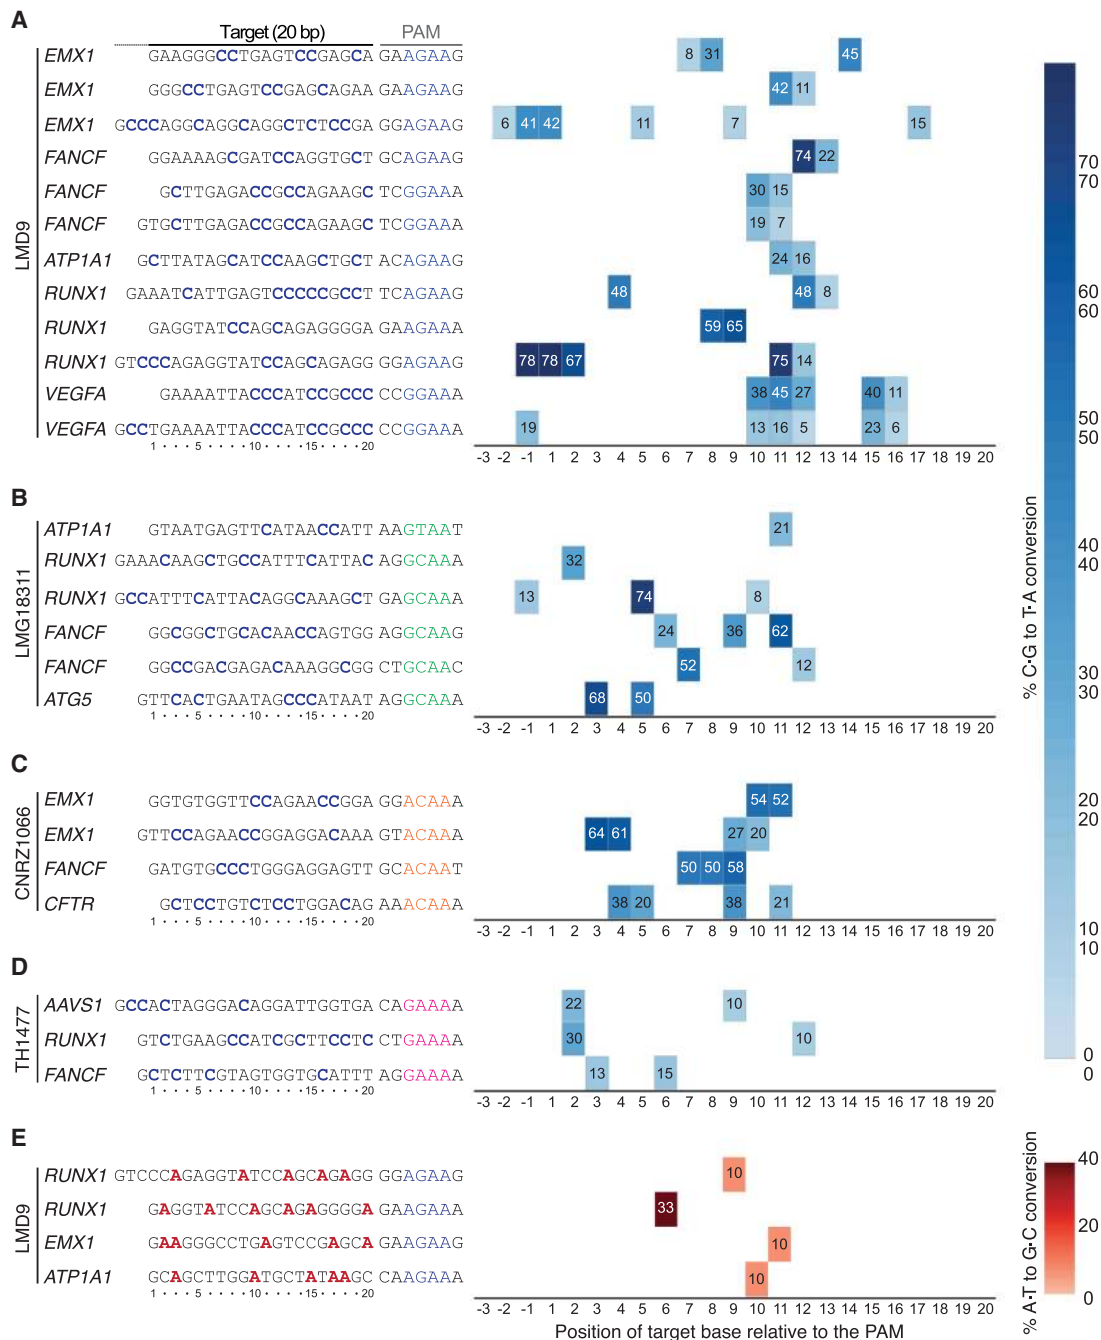 A
Target (20 bp) PAM
LMD9
EMX1 GAAGGGCCTGAGTCCGAGCA GAAGAAG 8 31 45
EMX1 GGGCCTGAGTCCGAGCAGAA GAAGAAG 42 11
EMX1 GCCCAGGCAGGCAGGCTCTCCGA GGAGAAG 6 41 42 11 7 15
FANCF GGAAAAGCGATCCAGGTGCT GCAGAAG 74 22
FANCF GCTTGAGACCGCCAGAAGC TCGGAAA 30 15
FANCF GTGCTTGAGACCGCCAGAAGC TCGGAAA 19 7
ATP1A1 GCTTATAGCATCCAAGCTGCT ACAGAAG 24 16
RUNX1 GAAATCATTGAGTCCCCCGCCT TCAGAAG 48 48 8
RUNX1 GAGGTATCCAGCAGAGGGGA GAAGAAA 59 65
RUNX1 GTCCCAGAGGTATCCAGCAGAGG GGAGAAG 78 78 67 75 14
VEGFA GAAAATTACCCATCCGCCC CCGGAAA 38 45 27 40 11
VEGFA GCCTGAAAATTACCCATCCGCCC CCGGAAA 19 13 16 5 23 6
1 · · · 5 · · · · 10 · · · · 15 · · · · 20
-3 -2 -1 1 2 3 4 5 6 7 8 9 10 11 12 13 14 15 16 17 18 19 20
B
LMG18311
ATP1A1 GTAATGAGTTCATAACCATT AAGTAAT 21
RUNX1 GAAACAAGCTGCCATTTCATTAC AGGCAAA 32
RUNX1 GCCATTTCATTACAGGCAAAGCT GAGCAAA 13 74 8
FANCF GGCGGCTGCACAACCAGTGG AGGCAAG 24 36 62
FANCF GGCCGACGAGACAAAGGCGG CTGCAAC 52 12
ATG5 GTTCACTGAATAGCCCATAAT AGGCAAA 68 50
1 · · · 5 · · · · 10 · · · · 15 · · · · 20
-3 -2 -1 1 2 3 4 5 6 7 8 9 10 11 12 13 14 15 16 17 18 19 20
C
CNRZ1066
EMX1 GGTGTGGTTCCAGAACCGGA GGACAAA 54 52
EMX1 GTTCCAGAACCGGAGGACAAA GTACAAA 64 61 27 20
FANCF GATGTGCCCTGGGAGGAGTT GCACAAT 50 50 58
CFTR GCTCCTGTCTCCTGGACAG AAACAAA 38 20 38 21
1 · · · 5 · · · · 10 · · · · 15 · · · · 20
-3 -2 -1 1 2 3 4 5 6 7 8 9 10 11 12 13 14 15 16 17 18 19 20
D
TH1477
AAVS1 GCCACTAGGGACAGGATTGGTGA CAGAAAA 22 10
RUNX1 GTCTGAAGCCATCGCTTCCTC CTGAAAA 30 10
FANCF GCTCTTCGTAGTGGTGCATTT AGGAAAA 13 15
1 · · · 5 · · · · 10 · · · · 15 · · · · 20
-3 -2 -1 1 2 3 4 5 6 7 8 9 10 11 12 13 14 15 16 17 18 19 20
E
LMD9
RUNX1 GTCCCAGAGGTATCCAGCAGAGG GGAGAAG 10
RUNX1 GAGGTATCCAGCAGAGGGGA GAAGAAA 33
EMX1 GAAGGGCCTGAGTCCGAGCA GAAGAAG 10
ATP1A1 GCAGCTTGGATGCTATAAGC CAAGAAA 10
1 · · · 5 · · · · 10 · · · · 15 · · · · 20
-3 -2 -1 1 2 3 4 5 6 7 8 9 10 11 12 13 14 15 16 17 18 19 20
Position of target base relative to the PAM
% C·G to T·A conversion
70
70
60
60
50
50
40
40
30
30
20
20
10
10
0
0
% A·T to G·C conversion
40
20
0